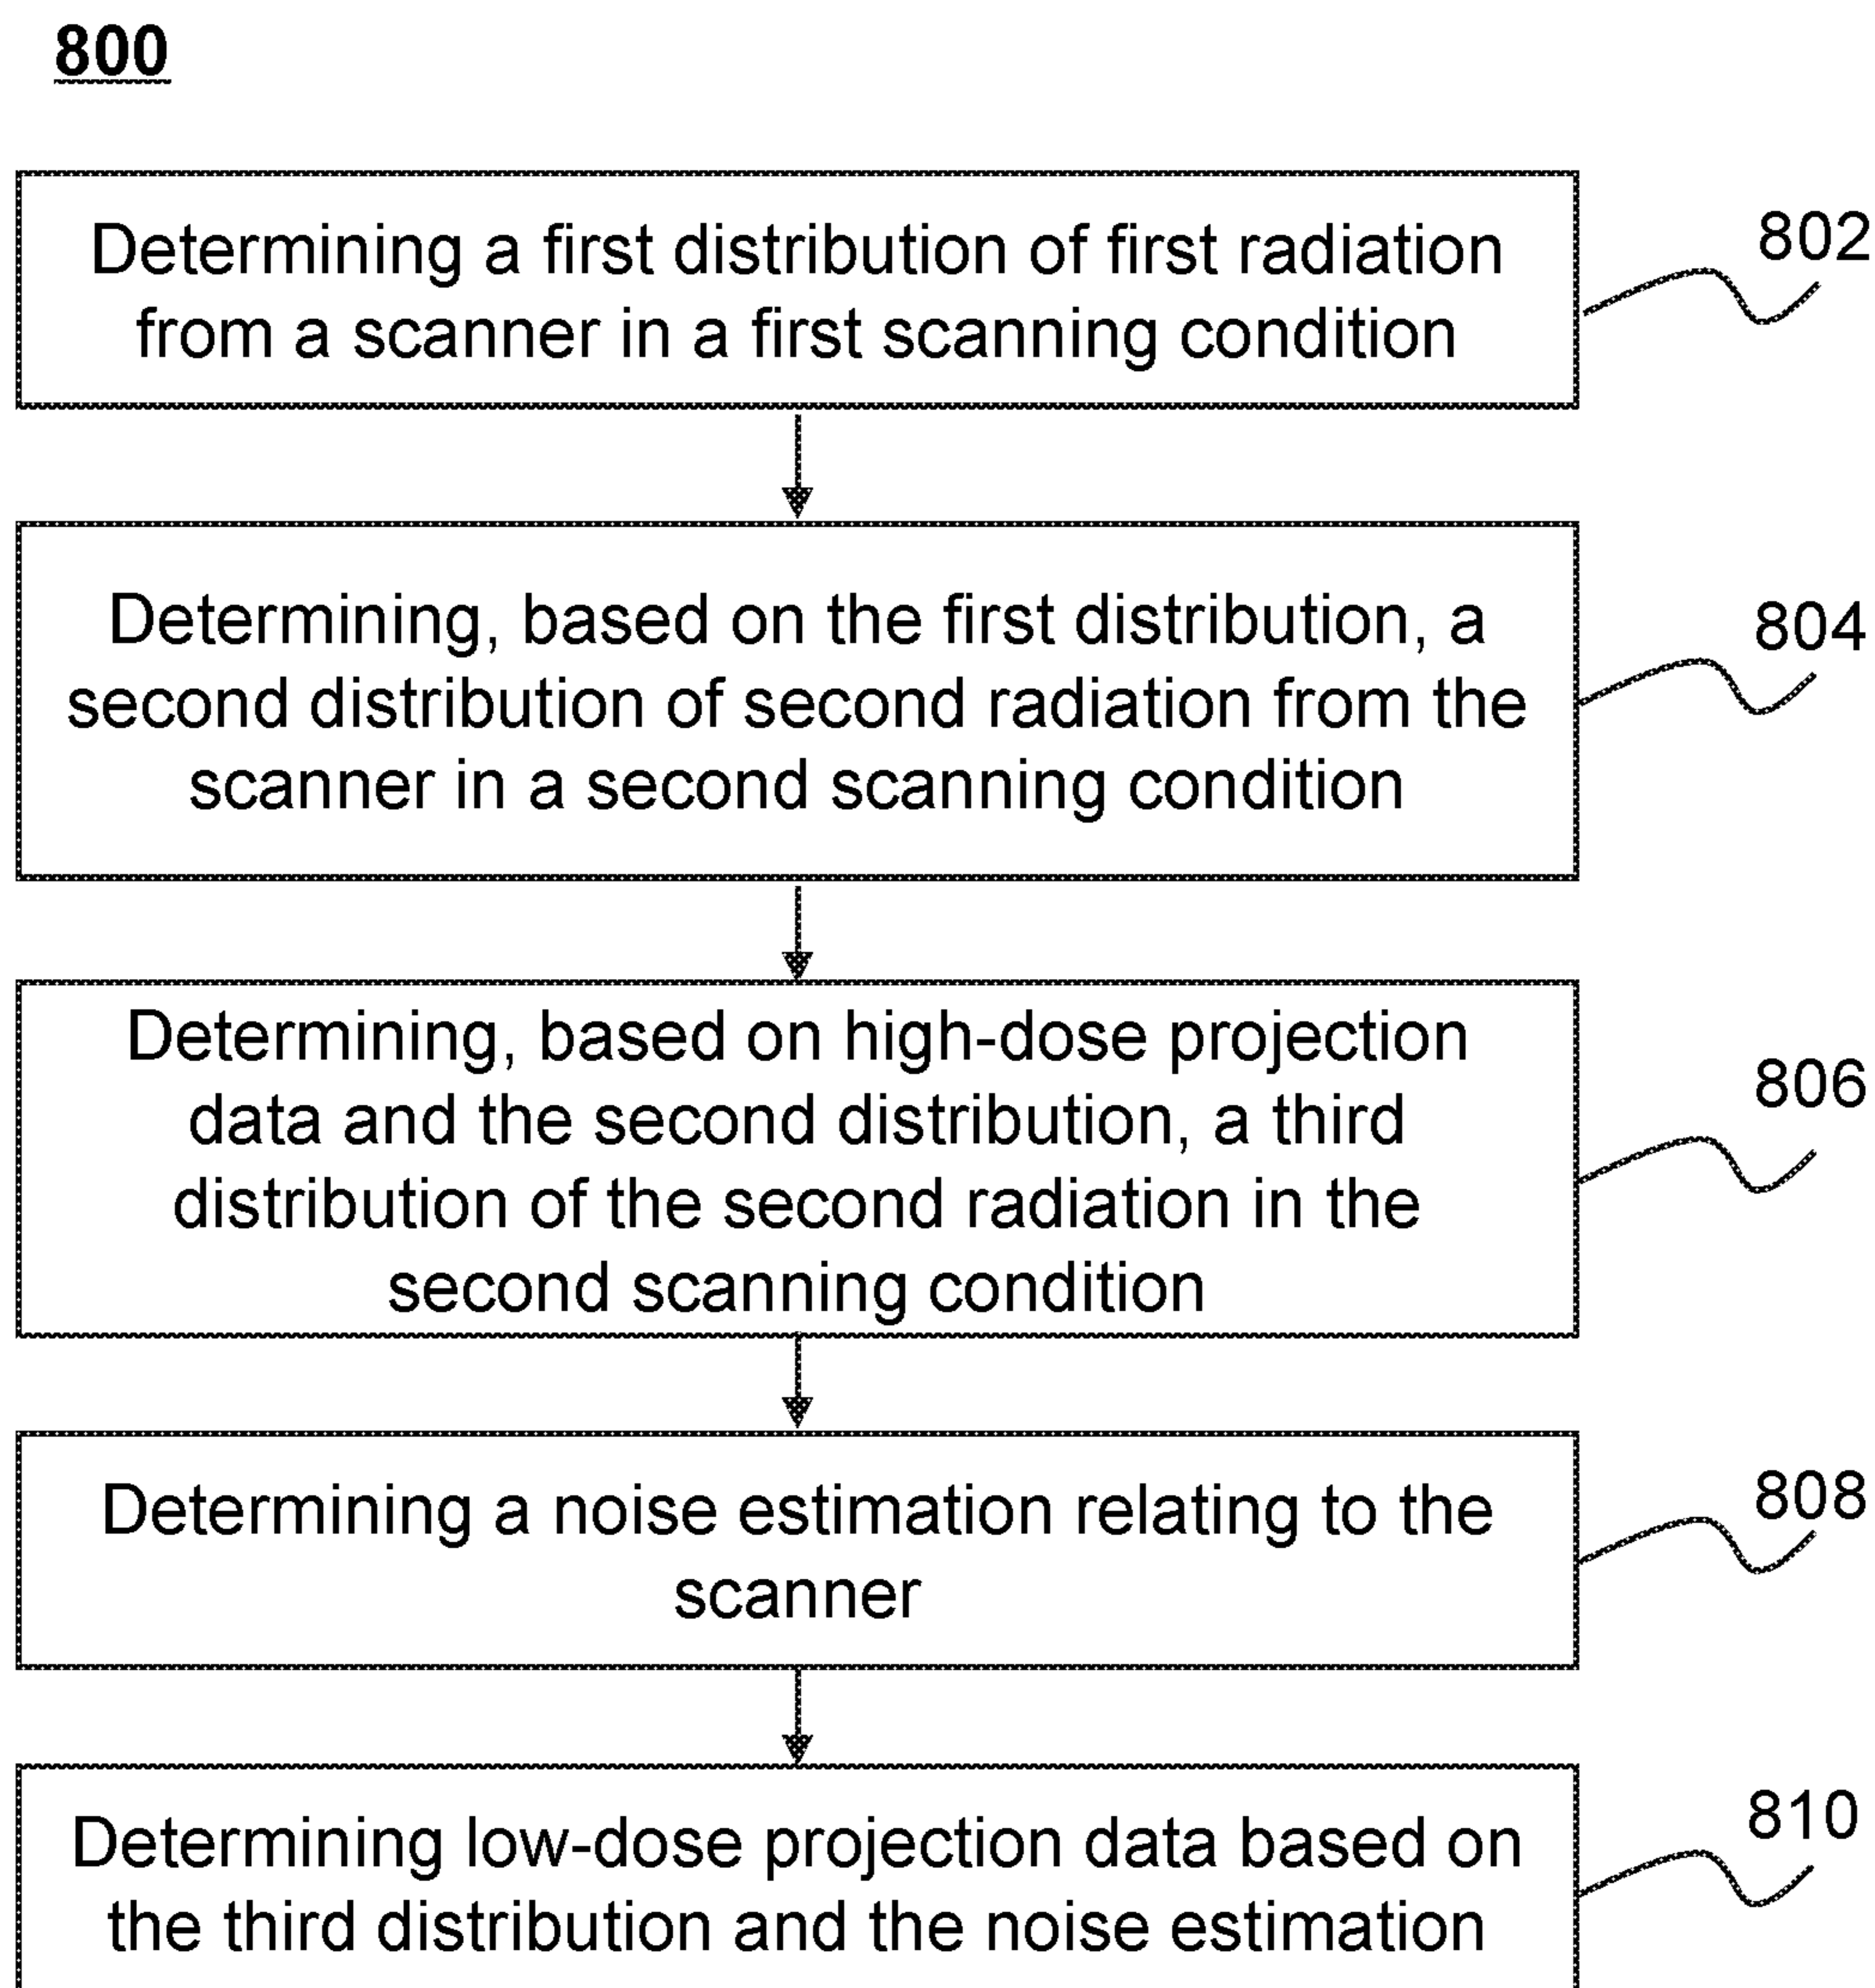 800
Determining a first distribution of first radiation
from a scanner in a first scanning condition
802
Determining, based on the first distribution, a
second distribution of second radiation from the
scanner in a second scanning condition
804
Determining, based on high-dose projection
data and the second distribution, a third
distribution of the second radiation in the
second scanning condition
806
Determining a noise estimation relating to the
scanner
808
Determining low-dose projection data based on
the third distribution and the noise estimation
810